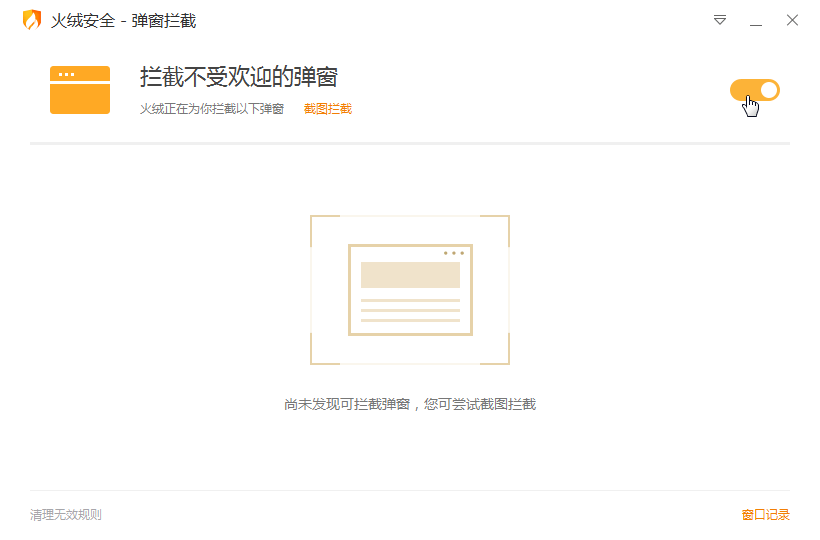 火绒安全 - 弹窗拦截
拦截不受欢迎的弹窗
火绒正在为你拦截以下弹窗 截图拦截
尚未发现可拦截弹窗，您可尝试截图拦截
清理无效规则 窗口记录